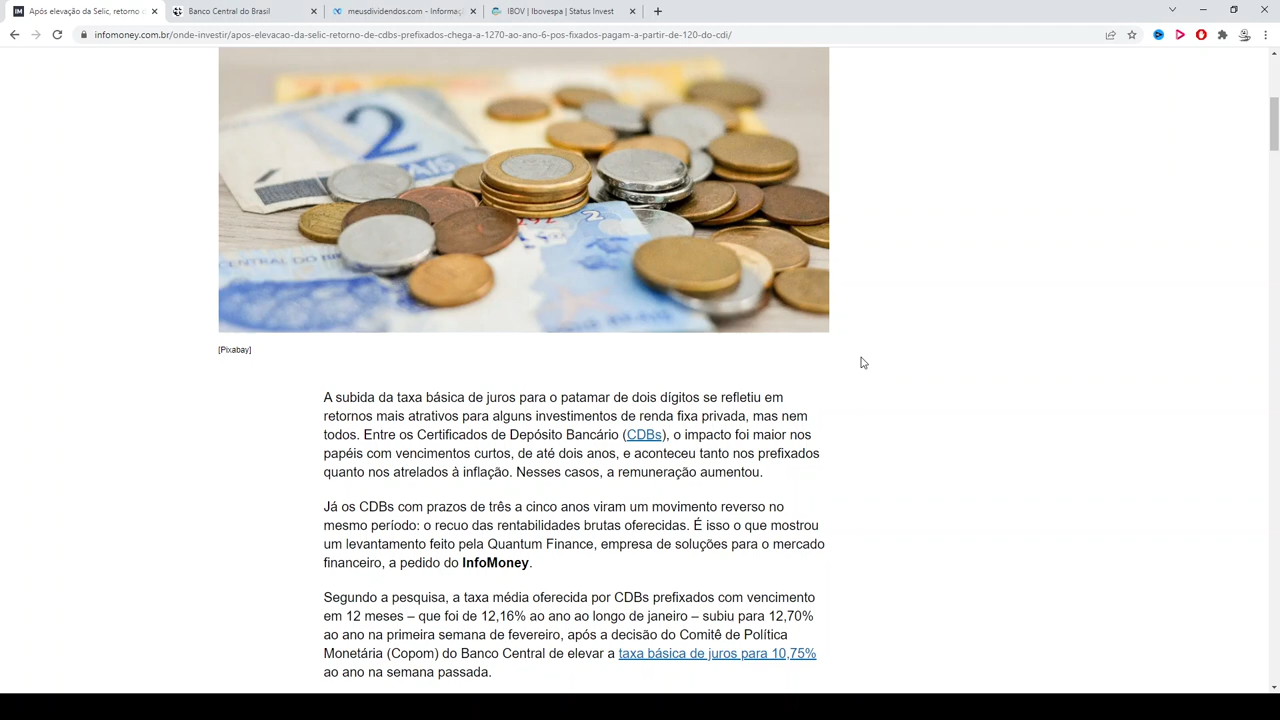 Após elevação da Selic, retorno d
Banco Central do Brasil
meusdividendos.com - Informaç
IBOV | Ibovespa | Status Invest
infomoney.com.br/onde-investir/apos-elevacao-da-selic-retorno-de-cdbs-prefixados-chega-a-1270-ao-ano-6-pos-fixados-pagam-a-partir-de-120-do-cdi/
2
REAIS
CENTRAL DO BRASIL
2
[Pixabay]
A subida da taxa básica de juros para o patamar de dois dígitos se refletiu em
retornos mais atrativos para alguns investimentos de renda fixa privada, mas nem
todos. Entre os Certificados de Depósito Bancário (CDBs), o impacto foi maior nos
papéis com vencimentos curtos, de até dois anos, e aconteceu tanto nos prefixados
quanto nos atrelados à inflação. Nesses casos, a remuneração aumentou.
Já os CDBs com prazos de três a cinco anos viram um movimento reverso no
mesmo período: o recuo das rentabilidades brutas oferecidas. É isso o que mostrou
um levantamento feito pela Quantum Finance, empresa de soluções para o mercado
financeiro, a pedido do InfoMoney.
Segundo a pesquisa, a taxa média oferecida por CDBs prefixados com vencimento
em 12 meses – que foi de 12,16% ao ano ao longo de janeiro – subiu para 12,70%
ao ano na primeira semana de fevereiro, após a decisão do Comitê de Política
Monetária (Copom) do Banco Central de elevar a taxa básica de juros para 10,75%
ao ano na semana passada.